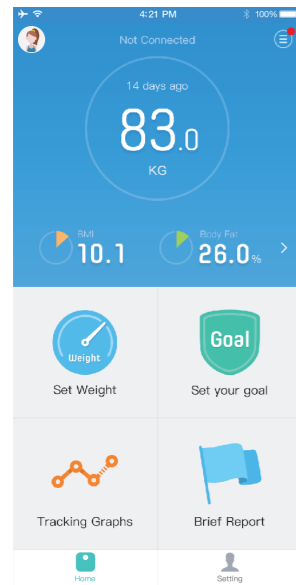 4:21 PM
100%
Not Connected
14 days ago
83.0
KG
BMI
10.1
Body Fat
26.0%
Weight
Goal
Set Weight
Set your goal
Tracking Graphs
Brief Report
Home
Setting